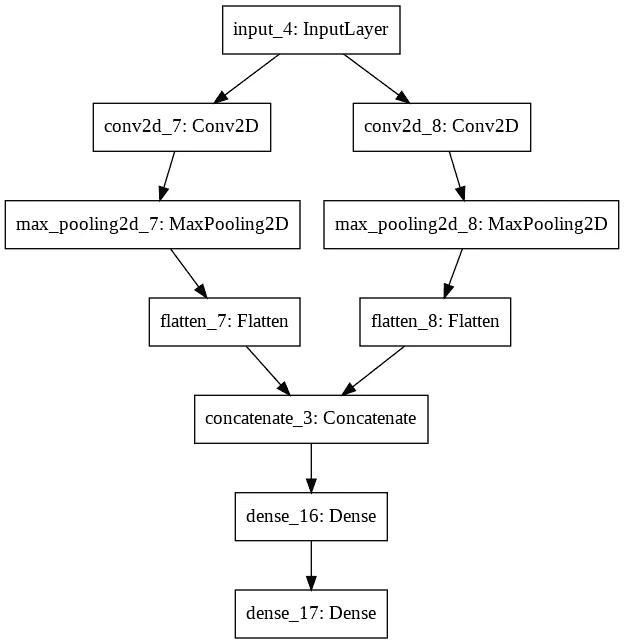 input_4: InputLayer
conv2d_7: Conv2D
conv2d_8: Conv2D
max_pooling2d_7: MaxPooling2D
max_pooling2d_8: MaxPooling2D
flatten_7: Flatten
flatten_8: Flatten
concatenate_3: Concatenate
dense_16: Dense
dense_17: Dense